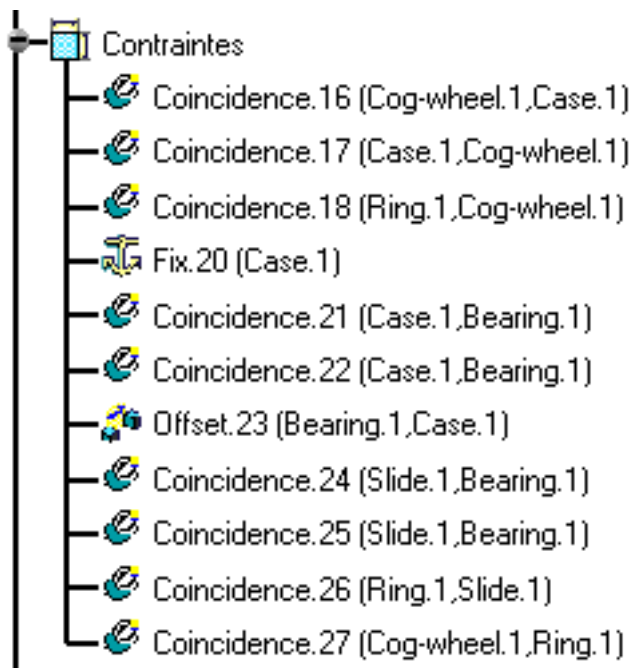 Contraintes
Coincidence.16 (Cog-wheel.1,Case.1)
Coincidence.17 (Case.1,Cog-wheel.1)
Coincidence.18 (Ring.1,Cog-wheel.1)
Fix.20 (Case.1)
Coincidence.21 (Case.1,Bearing.1)
Coincidence.22 (Case.1,Bearing.1)
Offset.23 (Bearing.1,Case.1)
Coincidence.24 (Slide.1,Bearing.1)
Coincidence.25 (Slide.1,Bearing.1)
Coincidence.26 (Ring.1,Slide.1)
Coincidence.27 (Cog-wheel.1,Ring.1)